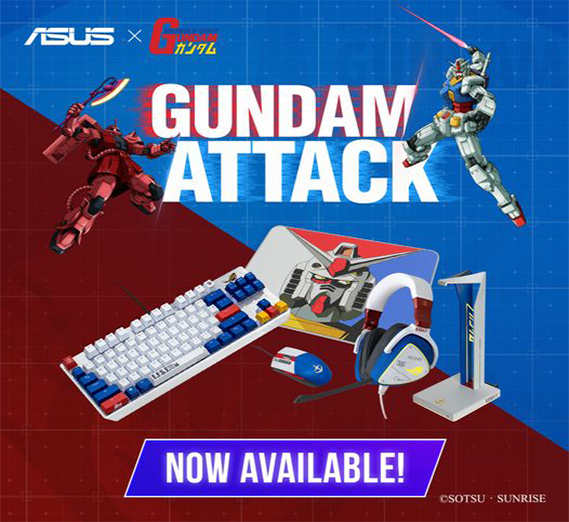 ASUS × GUNDAM
ガンダム
GUNDAM
ATTACK
NOW AVAILABLE!
©SOTSU · SUNRISE